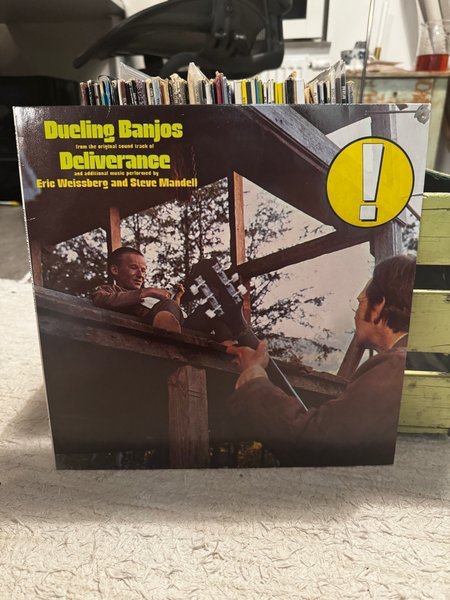 Dueling Banjos
from the original sound track of
Deliverance
and additional music performed by
Eric Weissberg and Steve Mandell
!